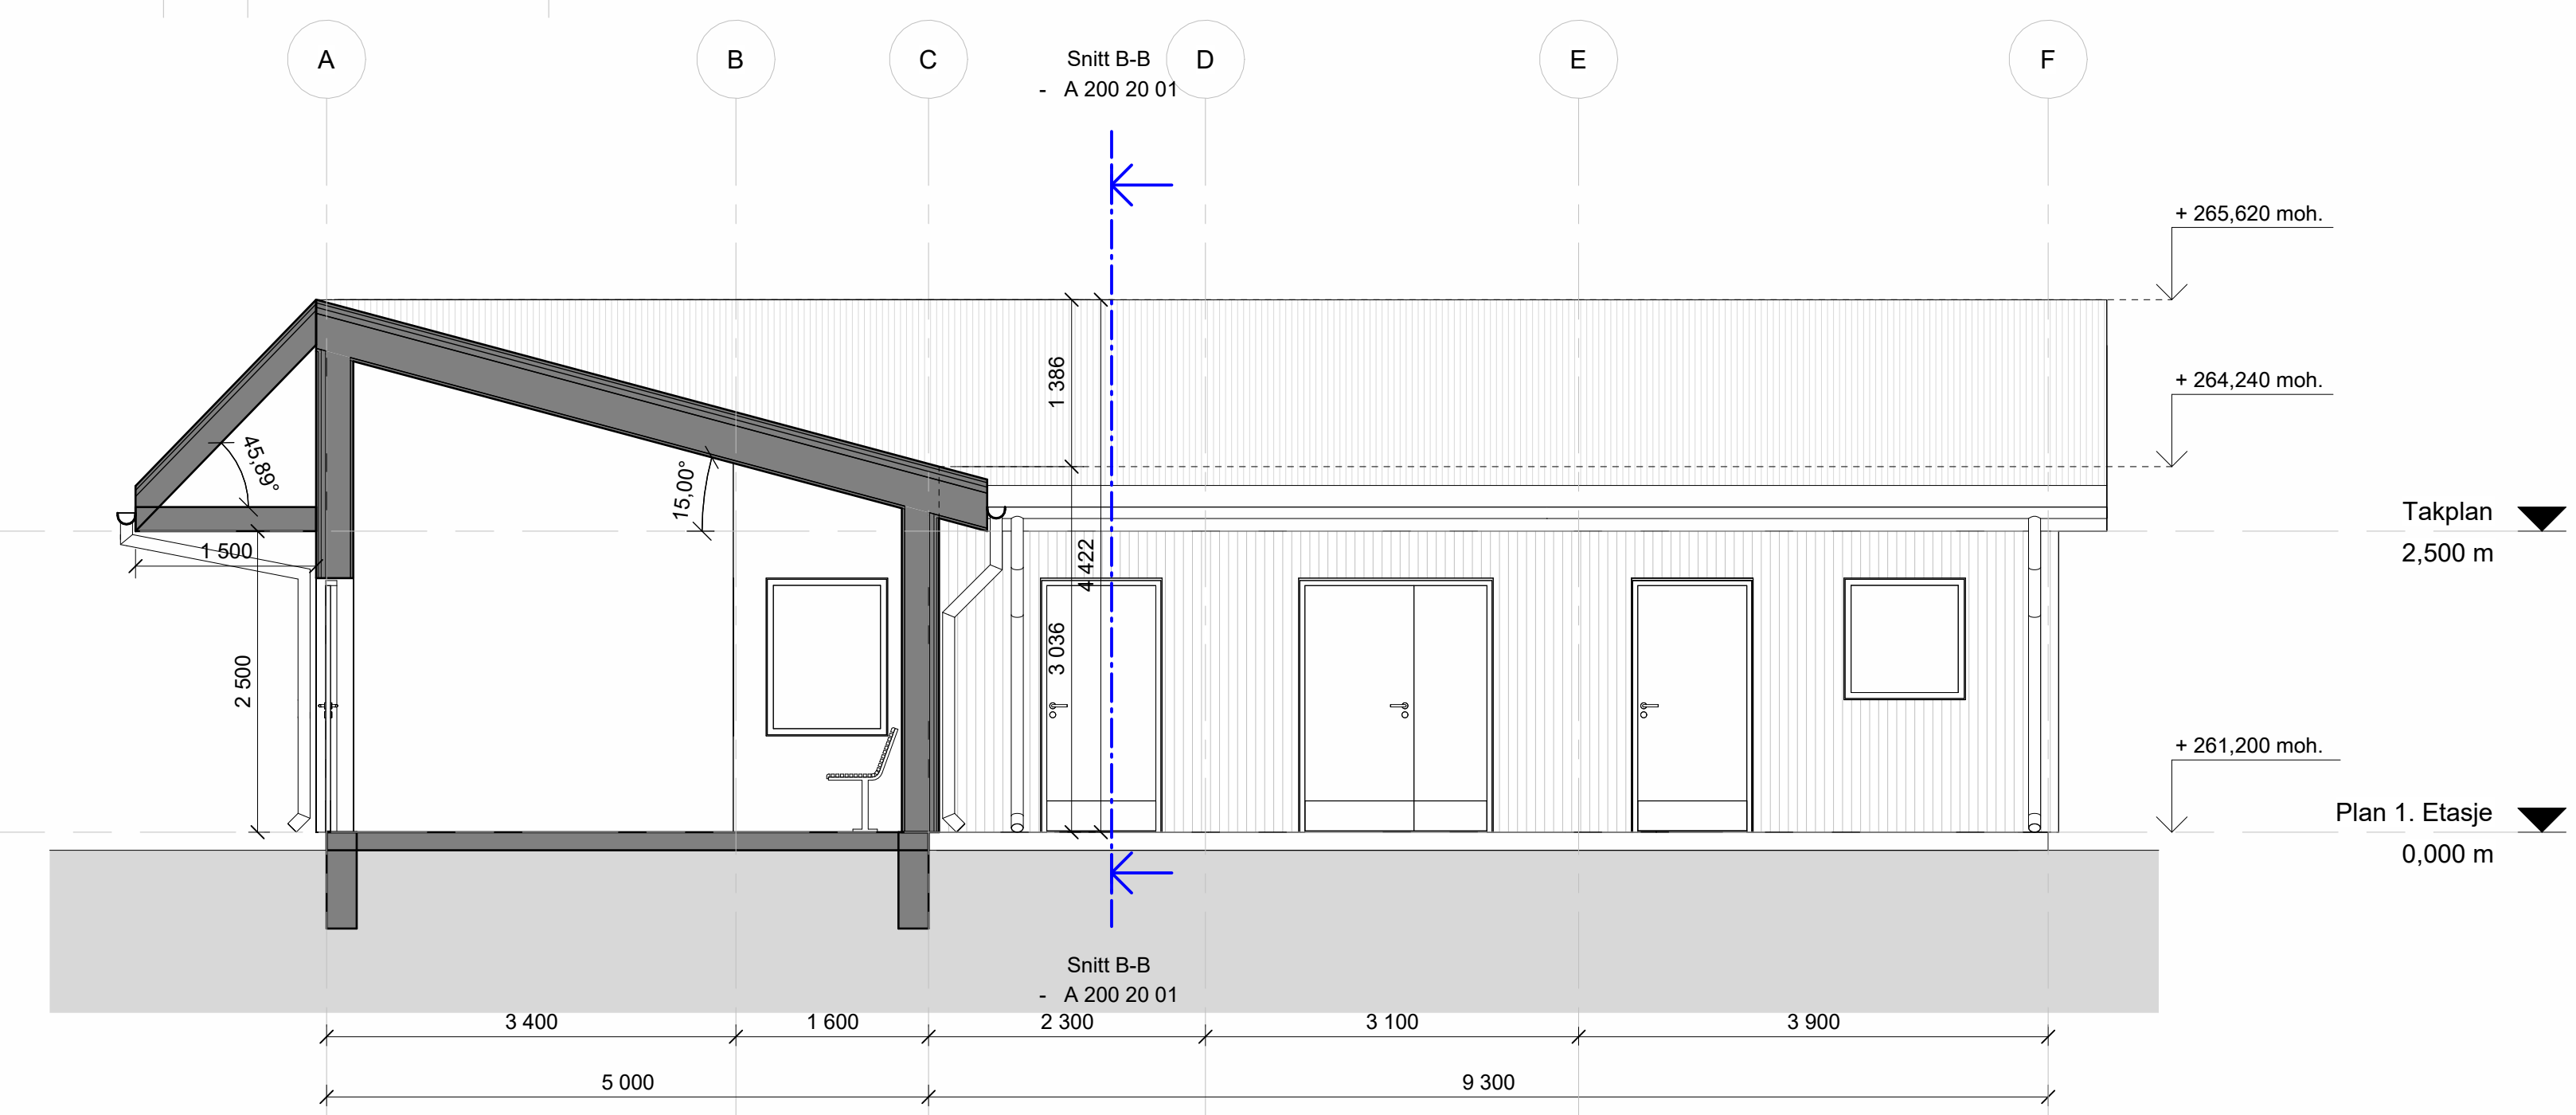 A
B
C
D
E
F
Snitt B-B
- A 200 20 01
+ 265,620 moh.
+ 264,240 moh.
1 386
45,89°
15,00°
Takplan
2,500 m
1 500
4 422
3 036
2 500
+ 261,200 moh.
Plan 1. Etasje
0,000 m
Snitt B-B
- A 200 20 01
3 400
1 600
2 300
3 100
3 900
5 000
9 300